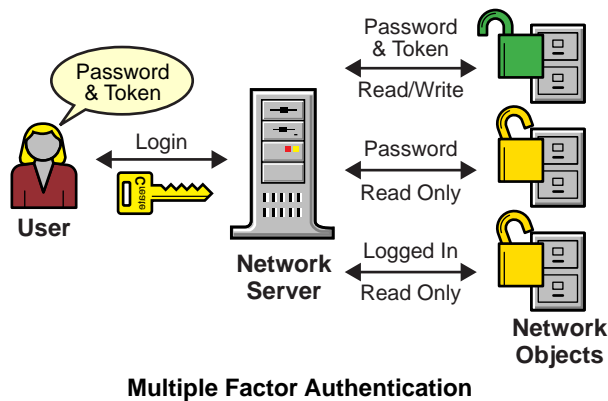 Password
& Token
Login
Create
User
Network
Server
Password
& Token
Read/Write
Password
Read Only
Logged In
Read Only
Network
Objects
Multiple Factor Authentication